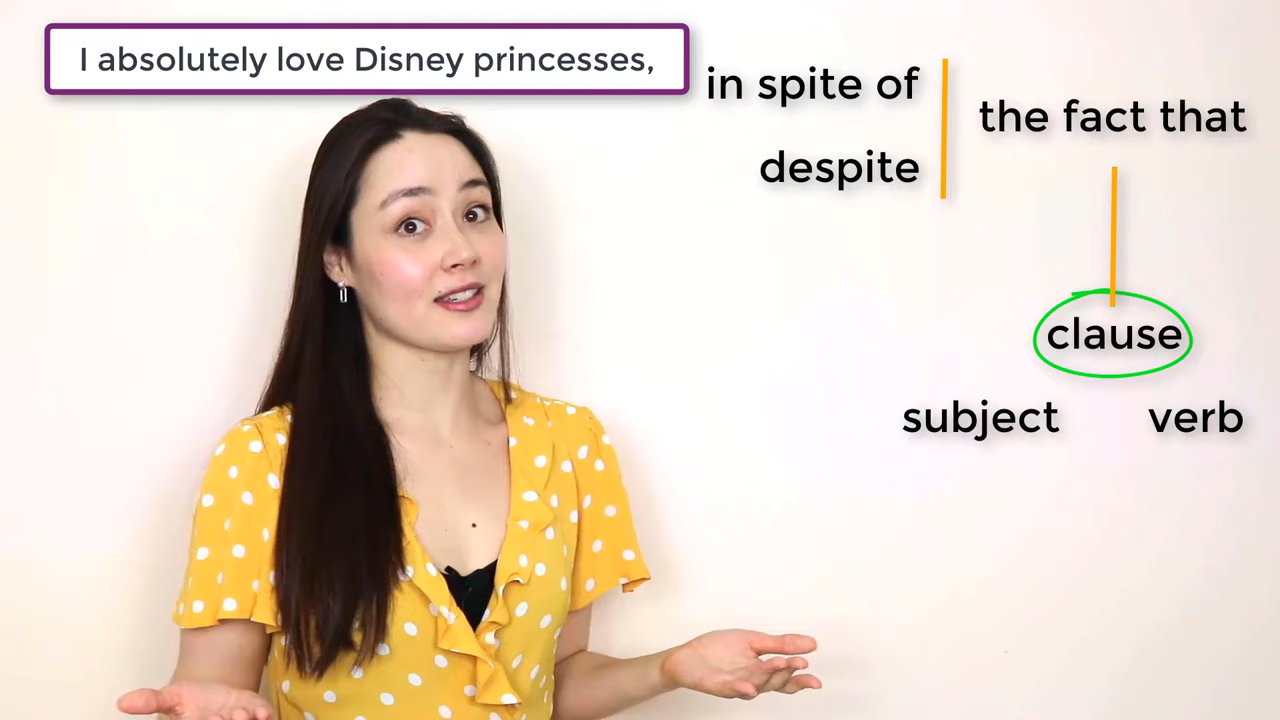 I absolutely love Disney princesses,
in spite of
despite
the fact that
clause
subject verb